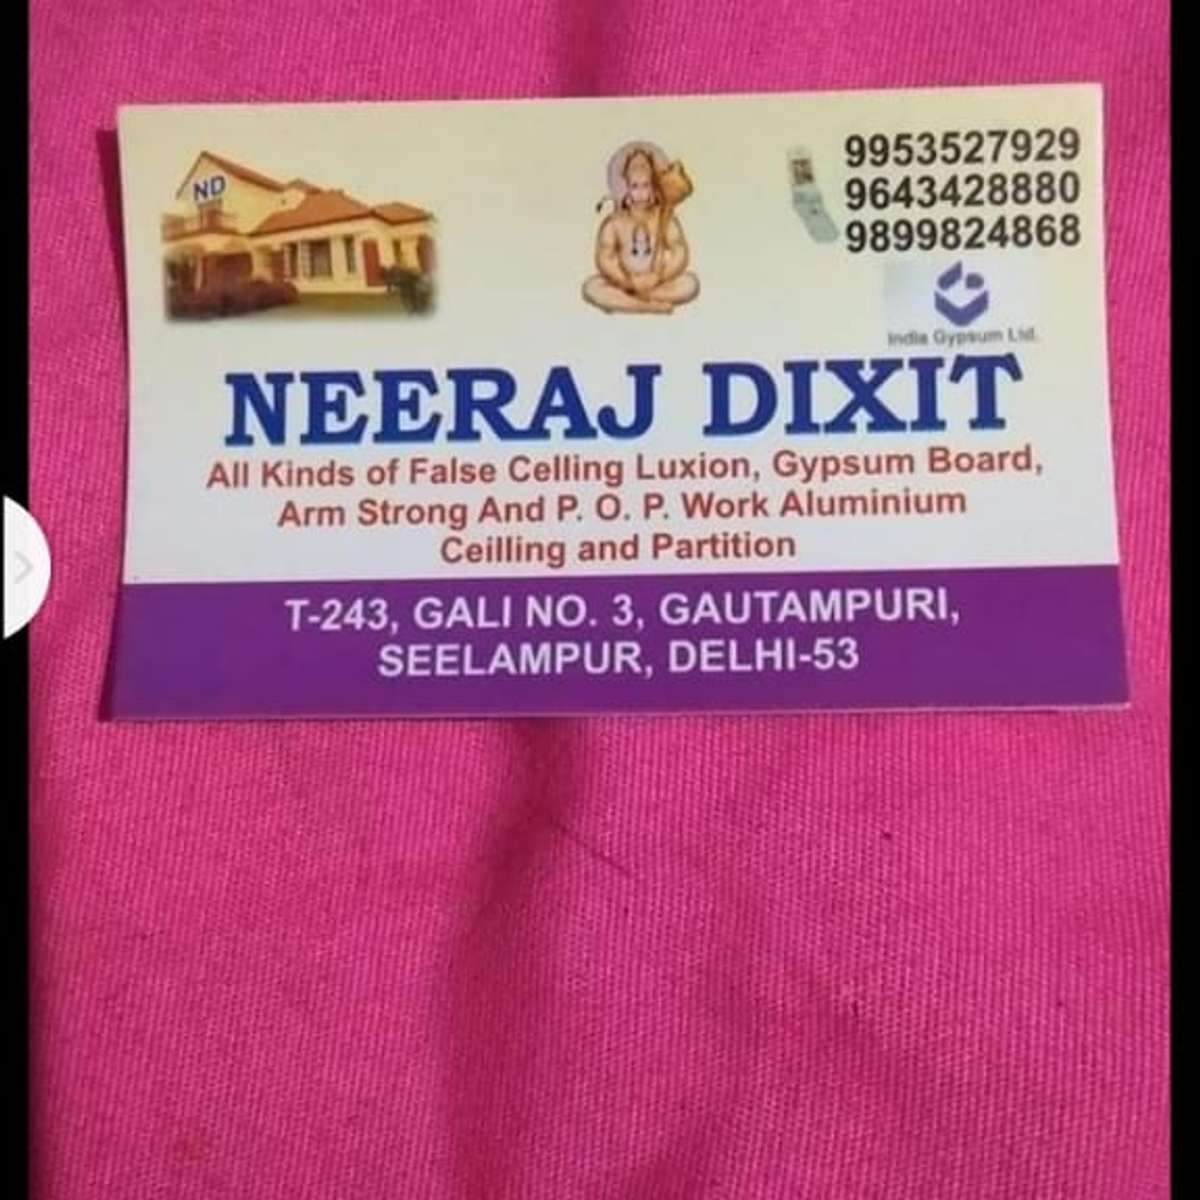 ND
9953527929
9643428880
9899824868
India Gypsum Ltd.
NEERAJ DIXIT
All Kinds of False Celling Luxion, Gypsum Board,
Arm Strong And P. O. P. Work Aluminium
Ceilling and Partition
T-243, GALI NO. 3, GAUTAMPURI,
SEELAMPUR, DELHI-53